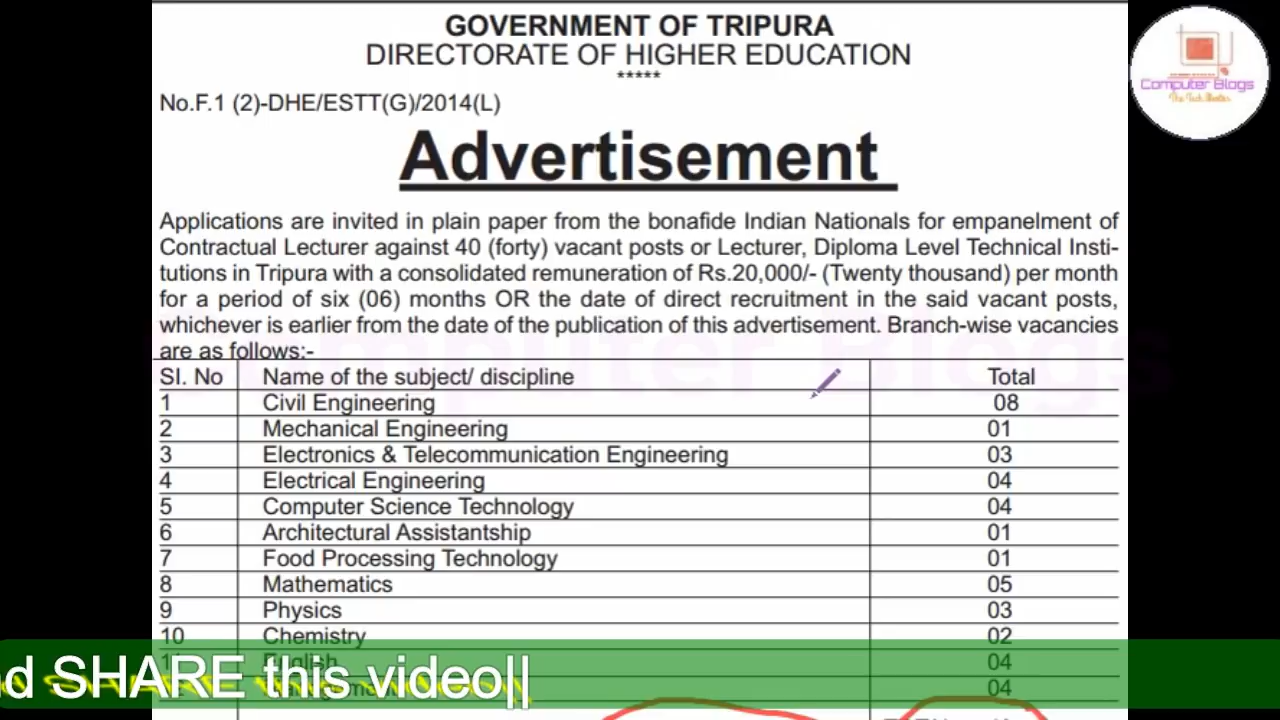 GOVERNMENT OF TRIPURA
DIRECTORATE OF HIGHER EDUCATION
*****
No.F.1 (2)-DHE/ESTT(G)/2014(L)
Advertisement
Applications are invited in plain paper from the bonafide Indian Nationals for empanelment of
Contractual Lecturer against 40 (forty) vacant posts or Lecturer, Diploma Level Technical Insti-
tutions in Tripura with a consolidated remuneration of Rs.20,000/- (Twenty thousand) per month
for a period of six (06) months OR the date of direct recruitment in the said vacant posts,
whichever is earlier from the date of the publication of this advertisement. Branch-wise vacancies
are as follows:-
SI. No Name of the subject/ discipline Total
1 Civil Engineering 08
2 Mechanical Engineering 01
3 Electronics & Telecommunication Engineering 03
4 Electrical Engineering 04
5 Computer Science Technology 04
6 Architectural Assistantship 01
7 Food Processing Technology 01
8 Mathematics 05
9 Physics 03
10 Chemistry 02
English 04
04
d SHARE this video||
Computer Blogs
Computer Blogs